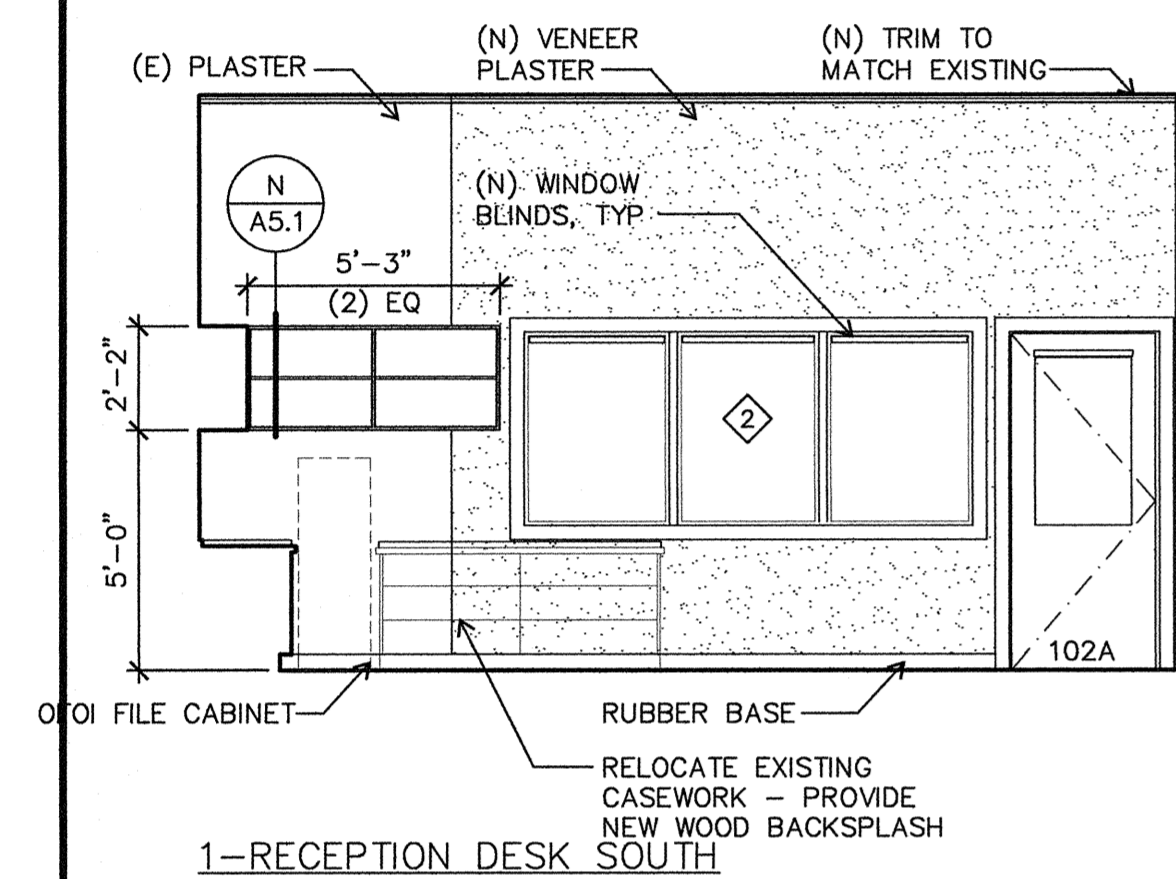 (E) PLASTER
(N) VENEER
PLASTER
(N) TRIM TO
MATCH EXISTING
N
A5.1
(N) WINDOW
BLINDS, TYP
5'-3"
(2) EQ
2'-2"
5'-0"
2
102A
OFOI FILE CABINET
RUBBER BASE
RELOCATE EXISTING
CASEWORK - PROVIDE
NEW WOOD BACKSPLASH
1-RECEPTION DESK SOUTH